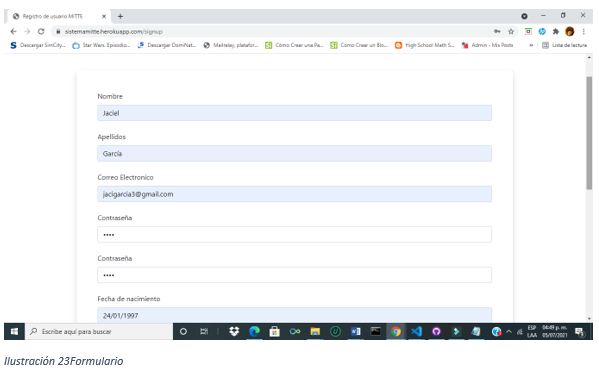 Registro de usuario MITTE
sistemamitte.herokuapp.com/signup
Descargar SimCity... Star Wars. Episodio... Descargar DomiNat... Mailrelay, platafor... Cómo Crear una Pa... Cómo Crear un Blo... High School Math S... Admin - Mis Posts » Lista de lectura
Nombre
Jaciel
Apellidos
García
Correo Electronico
jacigarcia3@gmail.com
Contraseña
••••
Contraseña
••••
Fecha de nacimiento
24/01/1997
Escribe aquí para buscar
ESP 04:49 p. m.
LAA 05/07/2021
Ilustración 23Formulario